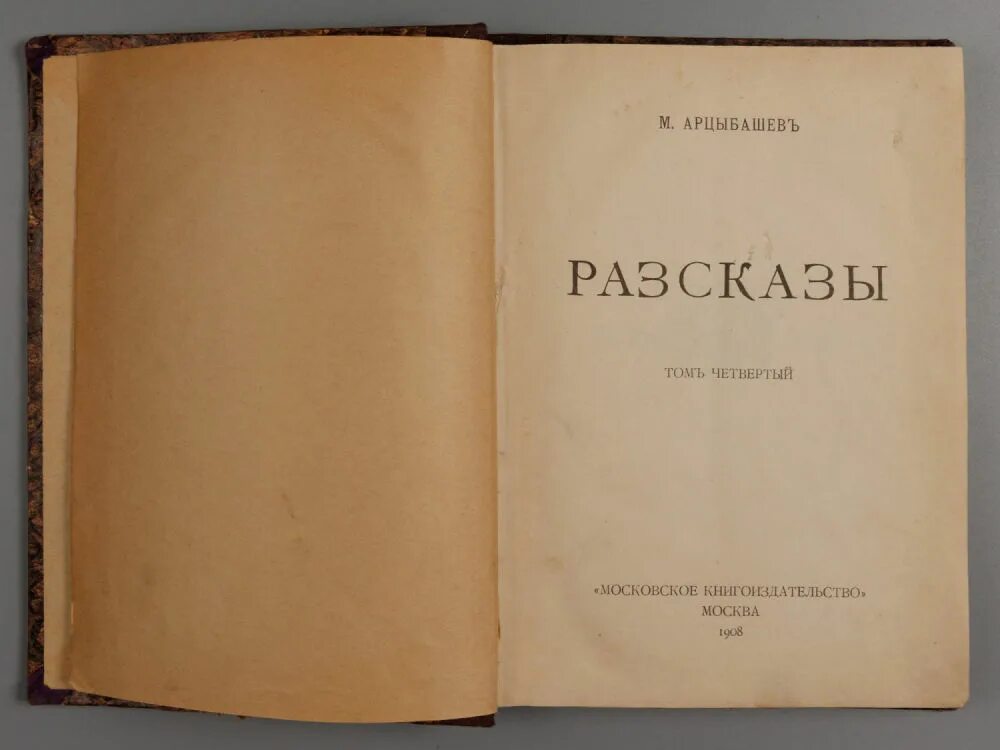 М. АРЦЫБАШЕВЪ
РАЗСКАЗЫ
ТОМЪ ЧЕТВЕРТЫЙ
«МОСКОВСКОЕ КНИГОИЗДАТЕЛЬСТВО»
МОСКВА
1908